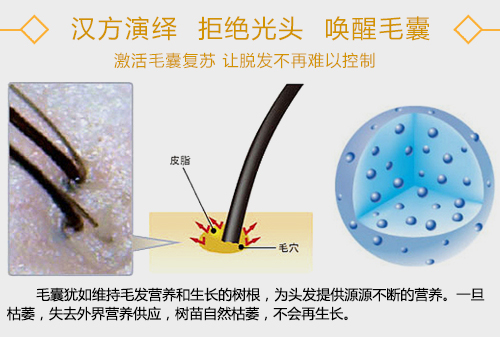 汉方演绎 拒绝光头 唤醒毛囊
激活毛囊复苏 让脱发不再难以控制
皮脂
毛穴
毛囊犹如维持毛发营养和生长的树根，为头发提供源源不断的营养。一旦
枯萎，失去外界营养供应，树苗自然枯萎，不会再生长。